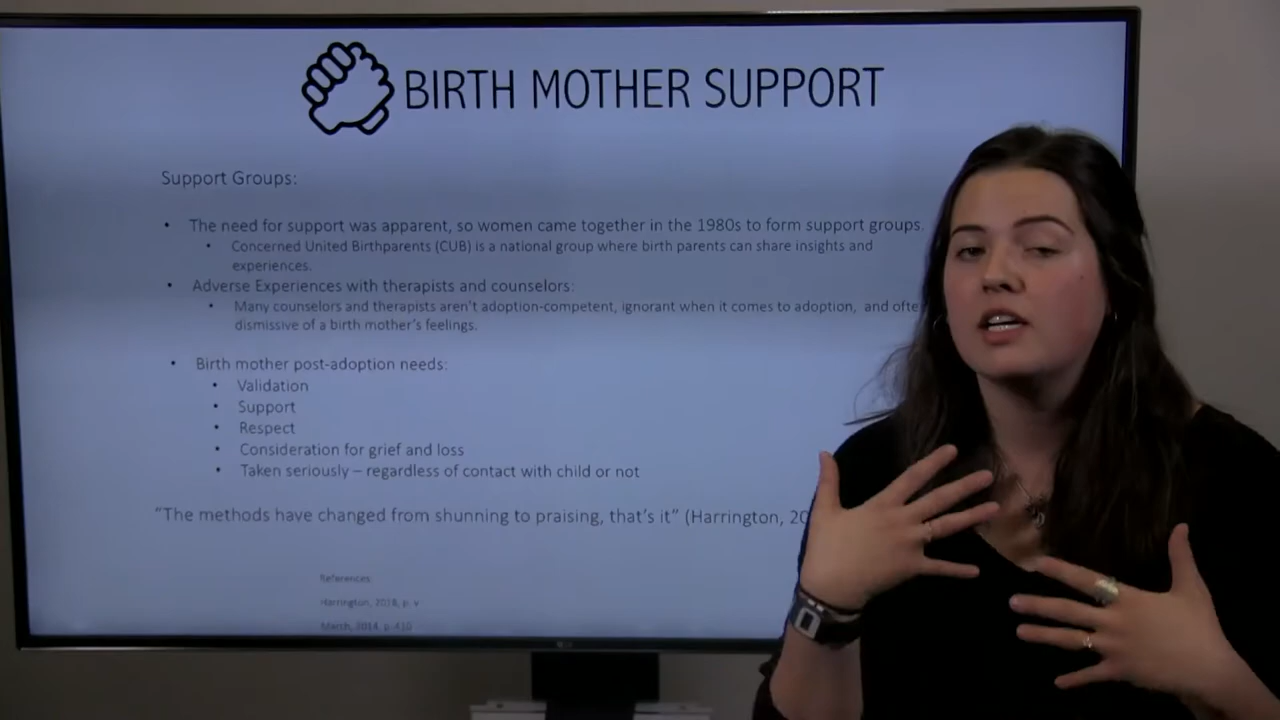 BIRTH MOTHER SUPPORT
Support Groups:
• The need for support was apparent, so women came together in the 1980s to form support groups.
• Concerned United Birthparents (CUB) is a national group where birth parents can share insights and
experiences.
• Adverse Experiences with therapists and counselors:
• Many counselors and therapists aren't adoption-competent, ignorant when it comes to adoption, and ofte
dismissive of a birth mother's feelings.
• Birth mother post-adoption needs:
• Validation
• Support
• Respect
• Consideration for grief and loss
• Taken seriously – regardless of contact with child or not
"The methods have changed from shunning to praising, that's it" (Harrington, 20
References:
Harrington, 2018, p. v
March, 2014, p. 410